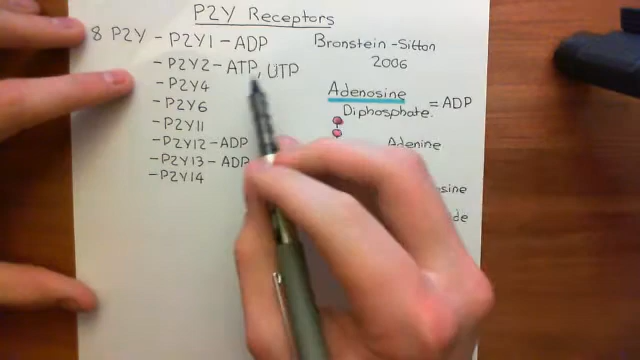 P2Y Receptors
8 P2Y - P2Y1 - ADP
- P2Y2 - ATP, UTP
- P2Y4
- P2Y6
- P2Y11
- P2Y12 - ADP
- P2Y13 - ADP
- P2Y14
Bronstein-Sitton
2006
Adenosine
Diphosphate. = ADP
Adenine